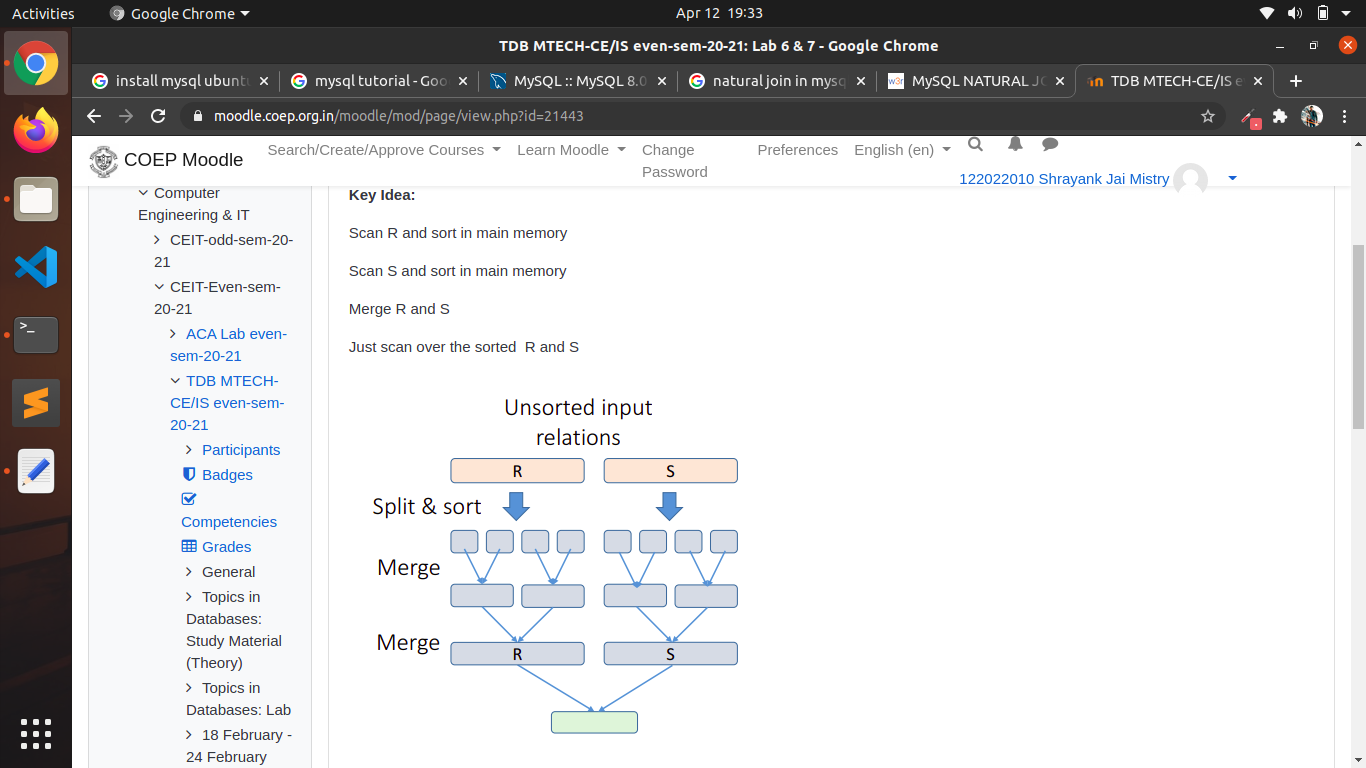 Activities
Google Chrome
Apr 12 19:33
TDB MTECH-CE/IS even-sem-20-21: Lab 6 & 7 - Google Chrome
install mysql ubunt
mysql tutorial - Goo
MySQL :: MySQL 8.0
natural join in mysq
w3r
MySQL NATURAL JO
TDB MTECH-CE/IS e
moodle.coep.org.in/moodle/mod/page/view.php?id=21443
COEP Moodle
Search/Create/Approve Courses
Learn Moodle
Change
Password
Preferences
English (en)
122022010 Shrayank Jai Mistry
Computer
Engineering & IT
CEIT-odd-sem-20-
21
CEIT-Even-sem-
20-21
ACA Lab even-
sem-20-21
TDB MTECH-
CE/IS even-sem-
20-21
Participants
Badges
Competencies
Grades
General
Topics in
Databases:
Study Material
(Theory)
Topics in
Databases: Lab
18 February -
24 February
Key Idea:
Scan R and sort in main memory
Scan S and sort in main memory
Merge R and S
Just scan over the sorted  R and S
Unsorted input
relations
R
S
Split & sort
Merge
Merge
R
S